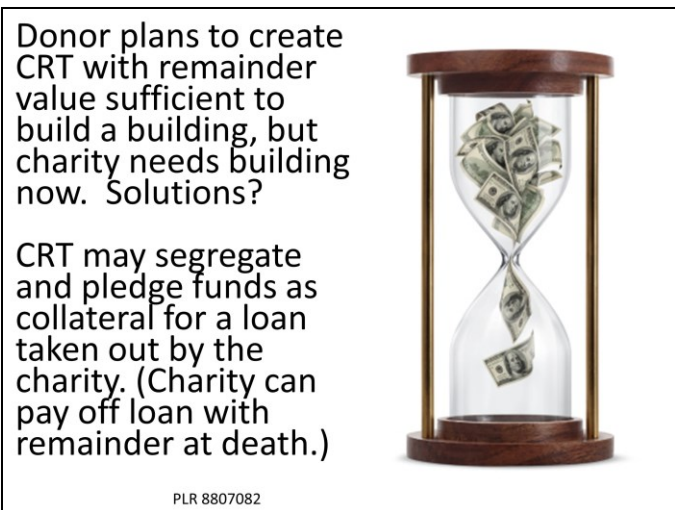 Donor plans to create
CRT with remainder
value sufficient to
build a building, but
charity needs building
now.  Solutions?
CRT may segregate
and pledge funds as
collateral for a loan
taken out by the
charity. (Charity can
pay off loan with
remainder at death.)
PLR 8807082